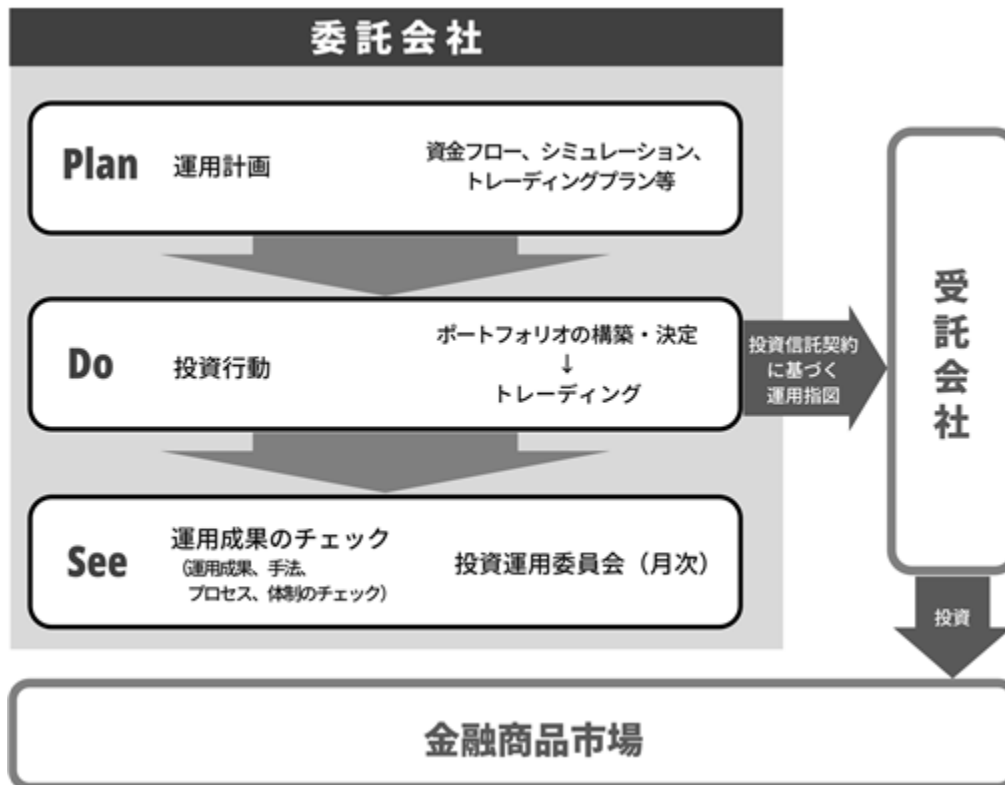 委託会社
Plan
運用計画
資金フロー、シミュレーション、
トレーディングプラン等
Do
投資行動
ポートフォリオの構築・決定
↓
トレーディング
投資信託契約
に基づく
運用指図
受託会社
See
運用成果のチェック
(運用成果、手法、
プロセス、体制のチェック)
投資運用委員会(月次)
投資
金融商品市場